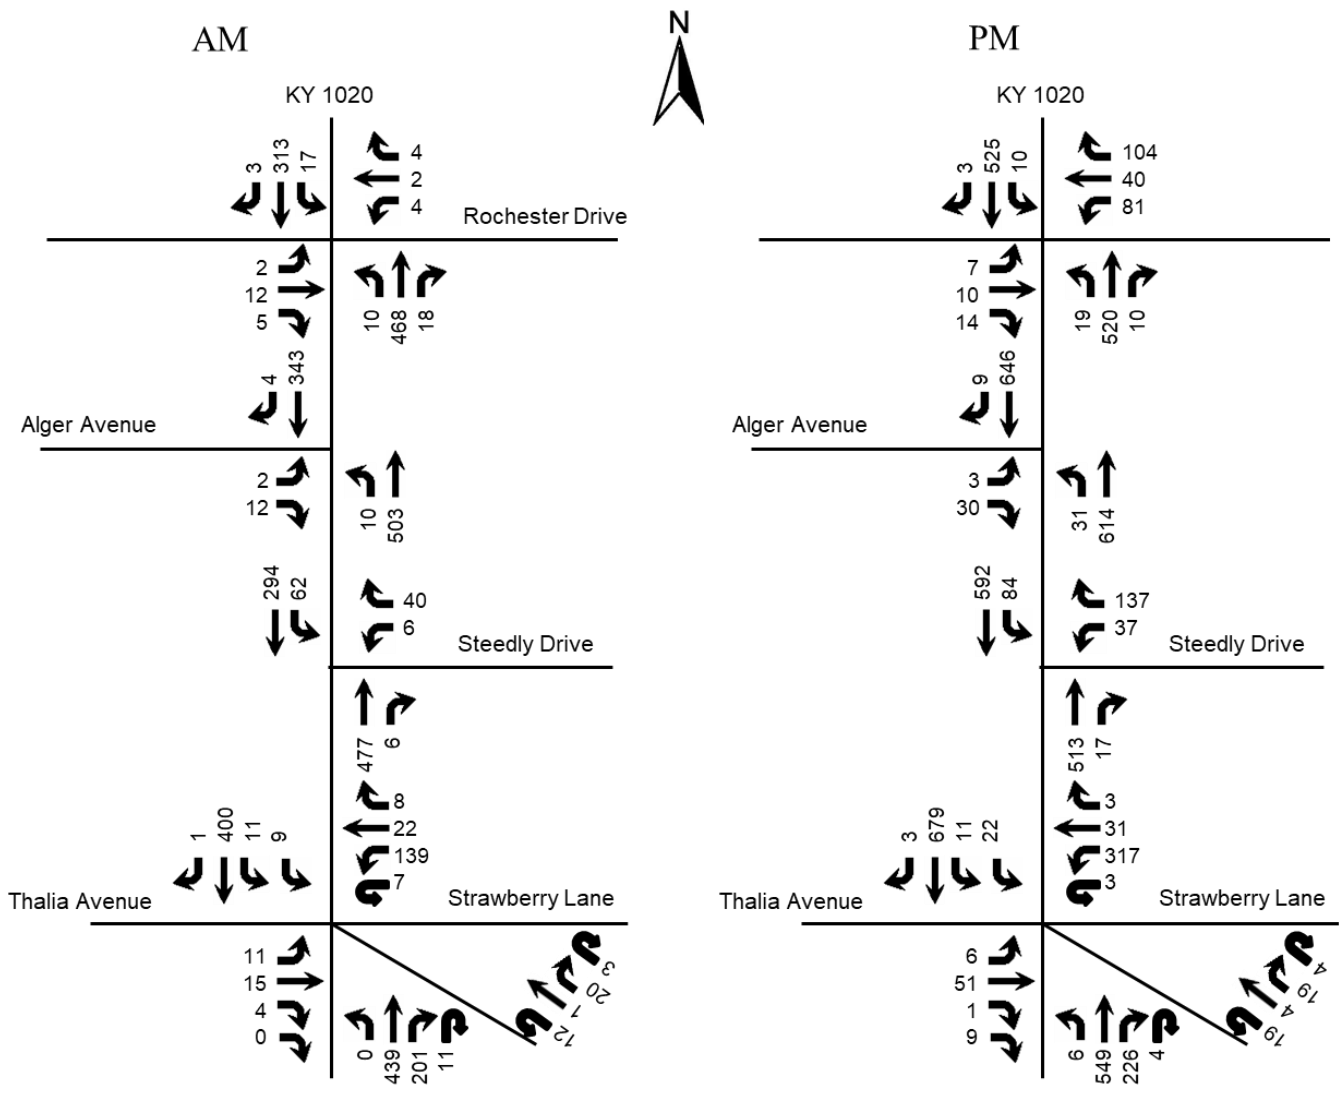 AM
N
PM
KY 1020
KY 1020
3 313 17
4
2
4
Rochester Drive
2
12
5
10 468 18
4 343
Alger Avenue
2
12
10 503
294 62
40
6
Steedly Drive
477 6
1 400 11 9
8
22
139
7
Thalia Avenue
Strawberry Lane
11
15
4
0
0 439 201 11
12 1 20 3
3 525 10
104
40
81
7
10
14
19 520 10
9 646
Alger Avenue
3
30
31 614
592 84
137
37
Steedly Drive
513 17
3 679 11 22
3
31
317
3
Thalia Avenue
Strawberry Lane
6
51
1
9
6 549 226 4
19 4 19 4